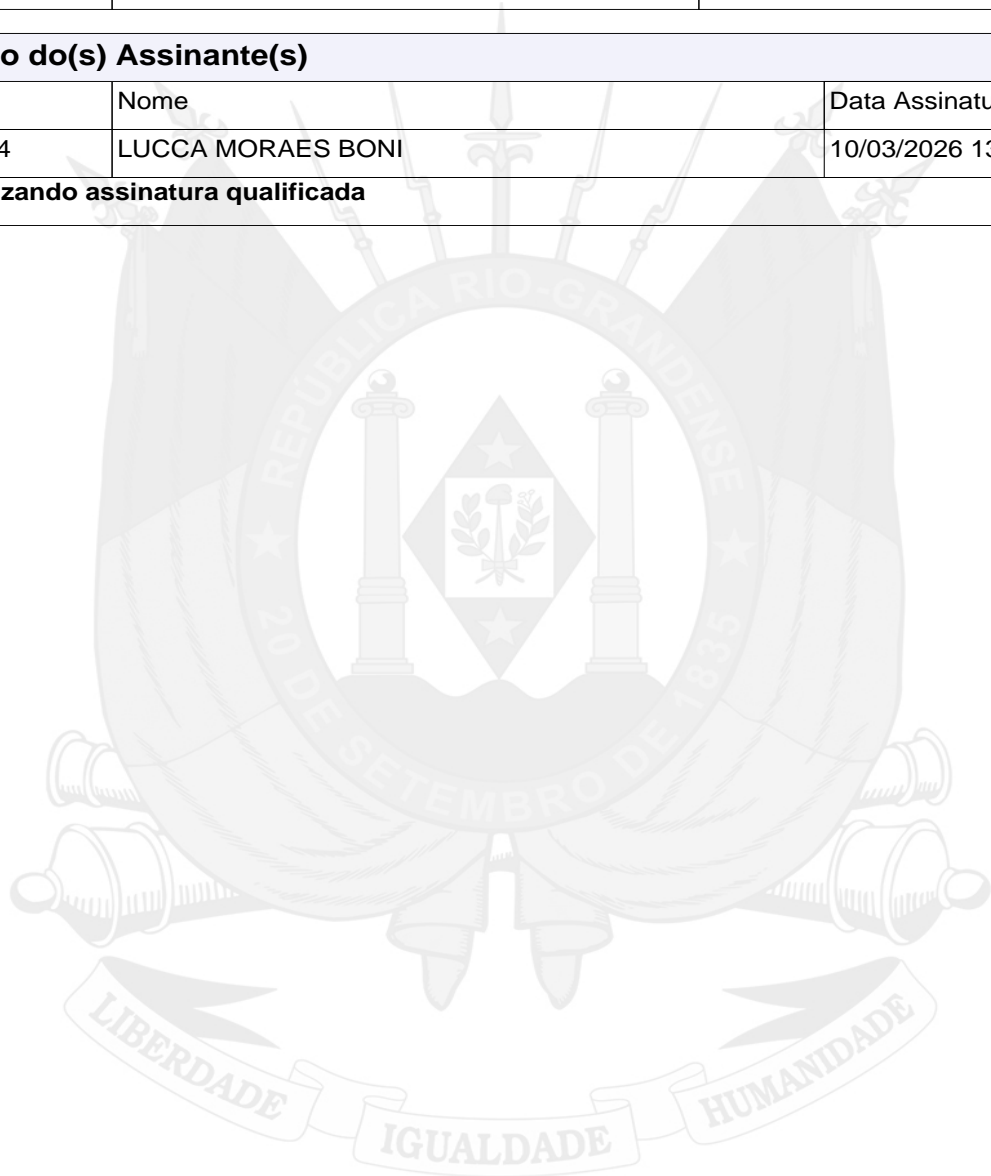 o do(s) Assinante(s)
Nome Data Assinatu
4 LUCCA MORAES BONI 10/03/2026 13
zando assinatura qualificada
REPÚBLICA RIO-GRANDENSE
20 DE SETEMBRO DE 1835
LIBERDADE IGUALDADE HUMANIDADE